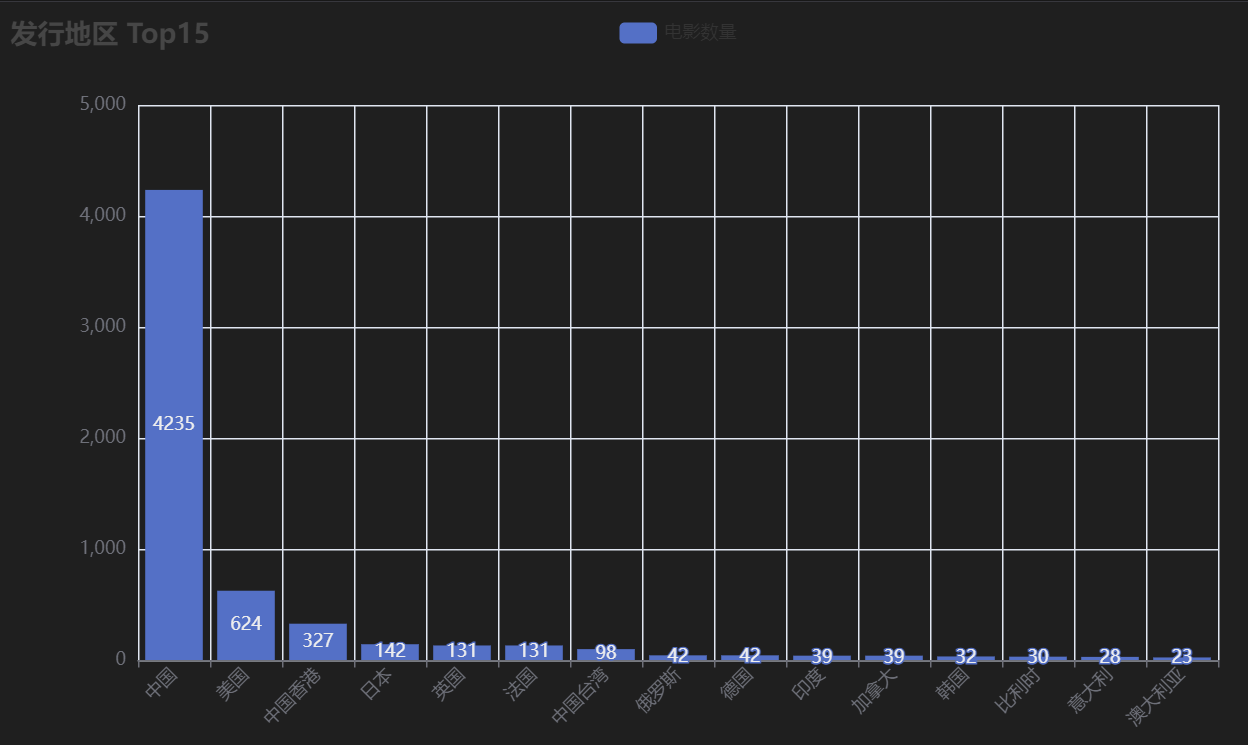 发行地区 Top15
电影数量
5,000
4,000
3,000
2,000
1,000
0
4235
624
327
142
131
131
98
42
42
39
39
32
30
28
23
中国
美国
中国香港
日本
英国
法国
中国台湾
俄罗斯
德国
印度
加拿大
韩国
比利时
意大利
澳大利亚